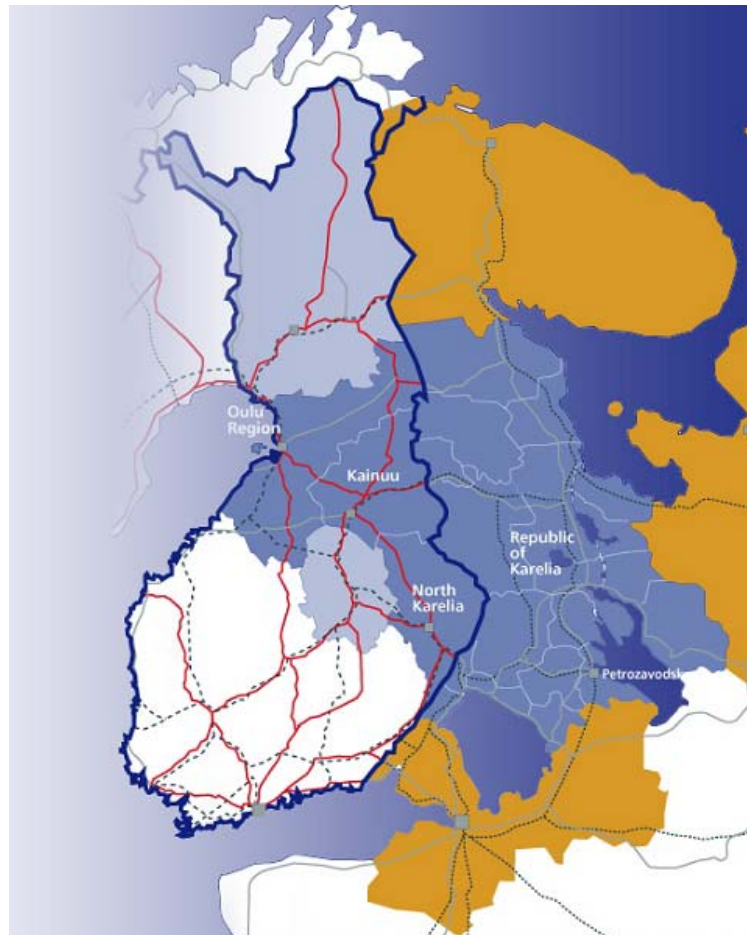 Oulu
Region
Kainuu
Republic
of
Karelia
North
Karelia
Petrozavodsk